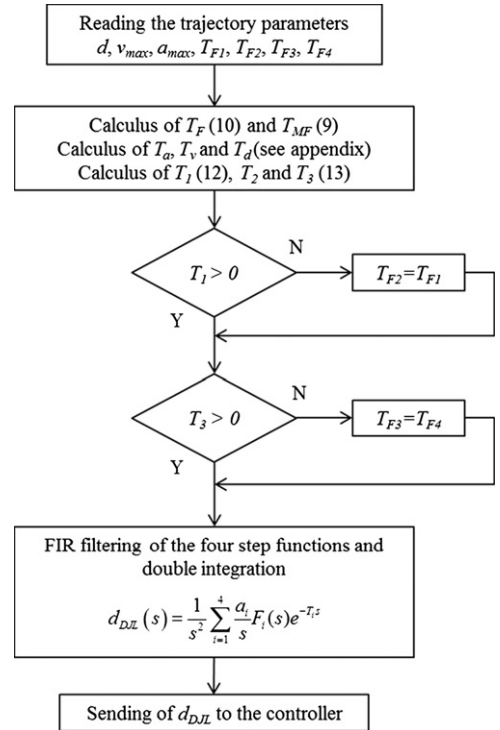 Reading the trajectory parameters
d, v_max, a_max, T_F1, T_F2, T_F3, T_F4
Calculus of T_F (10) and T_MF (9)
Calculus of T_a, T_v and T_d (see appendix)
Calculus of T_1 (12), T_2 and T_3 (13)
T_1 > 0
N
T_F2=T_F1
Y
T_3 > 0
N
T_F3=T_F4
Y
FIR filtering of the four step functions and
double integration
d_DJL(s) = \frac{1}{s^2} \sum_{i=1}^{4} \frac{a_i}{s} F_i(s)e^{-T_i s}
Sending of d_DJL to the controller